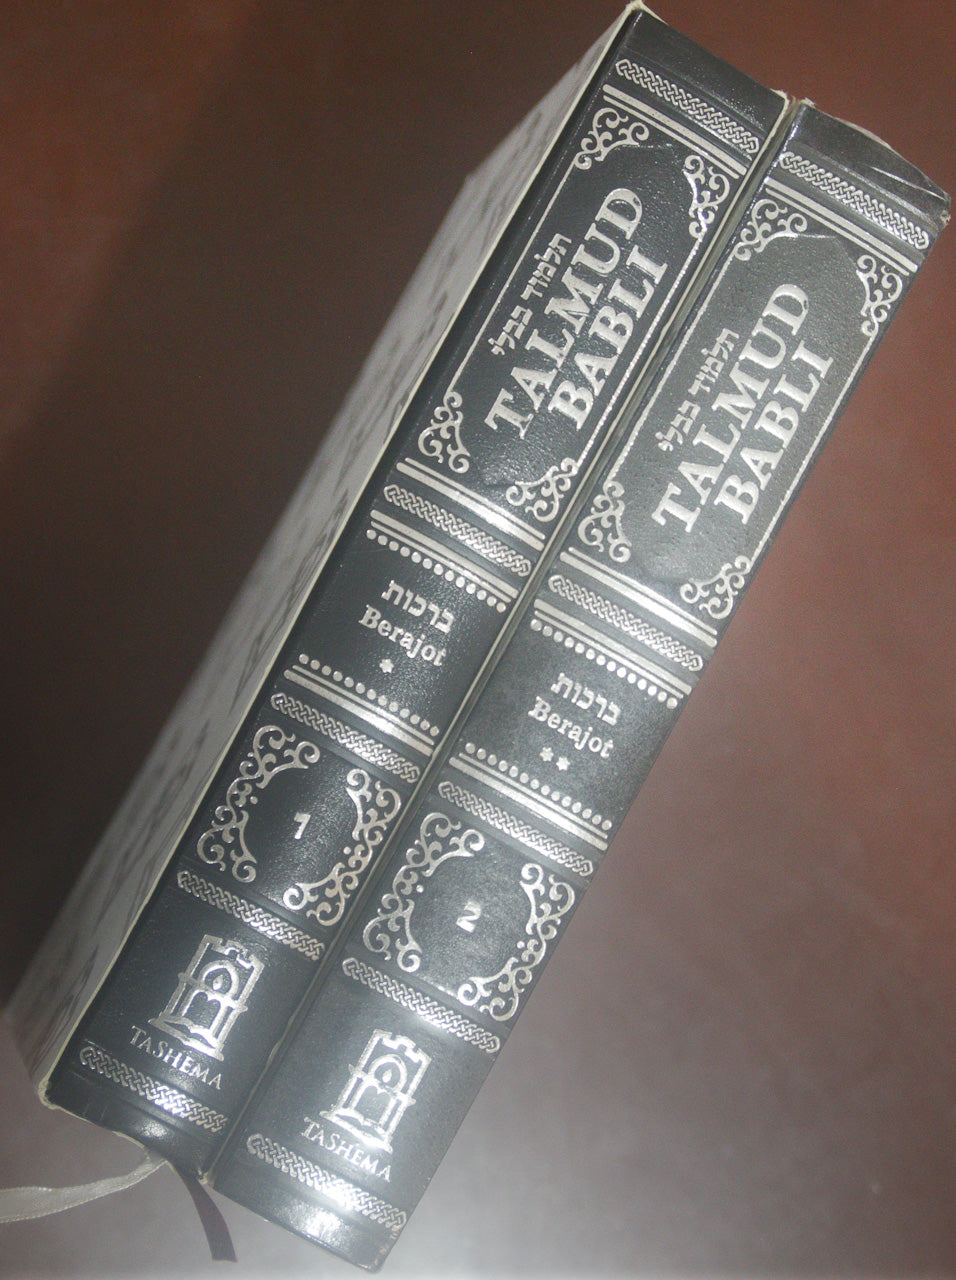 תלמוד בבלי
TALMUD
BABLI
ברכות
Berajot
*
1
TASHEMA
תלמוד בבלי
TALMUD
BABLI
ברכות
Berajot
**
2
TASHEMA